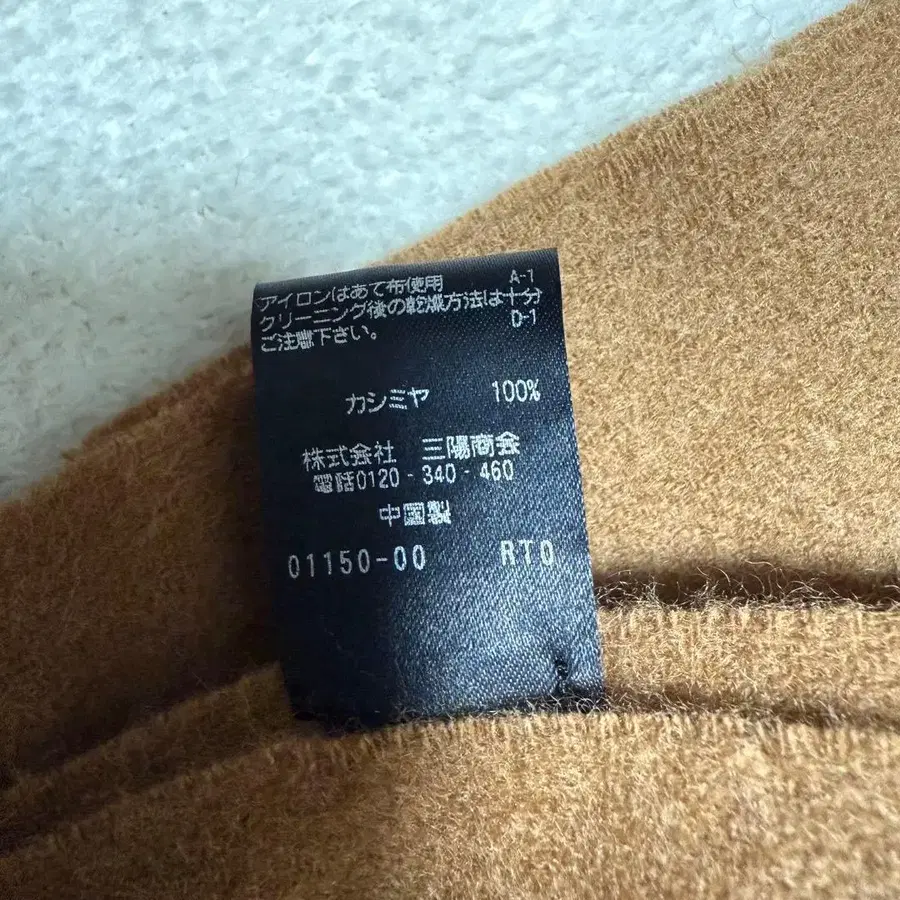 アイロンはあて布使用 A-1
クリーニング後の乾燥方法は十分
ご注意下さい。 D-1
カシミヤ 100%
株式会社 三陽商会
電話0120-340-460
中国製
01150-00 RT0